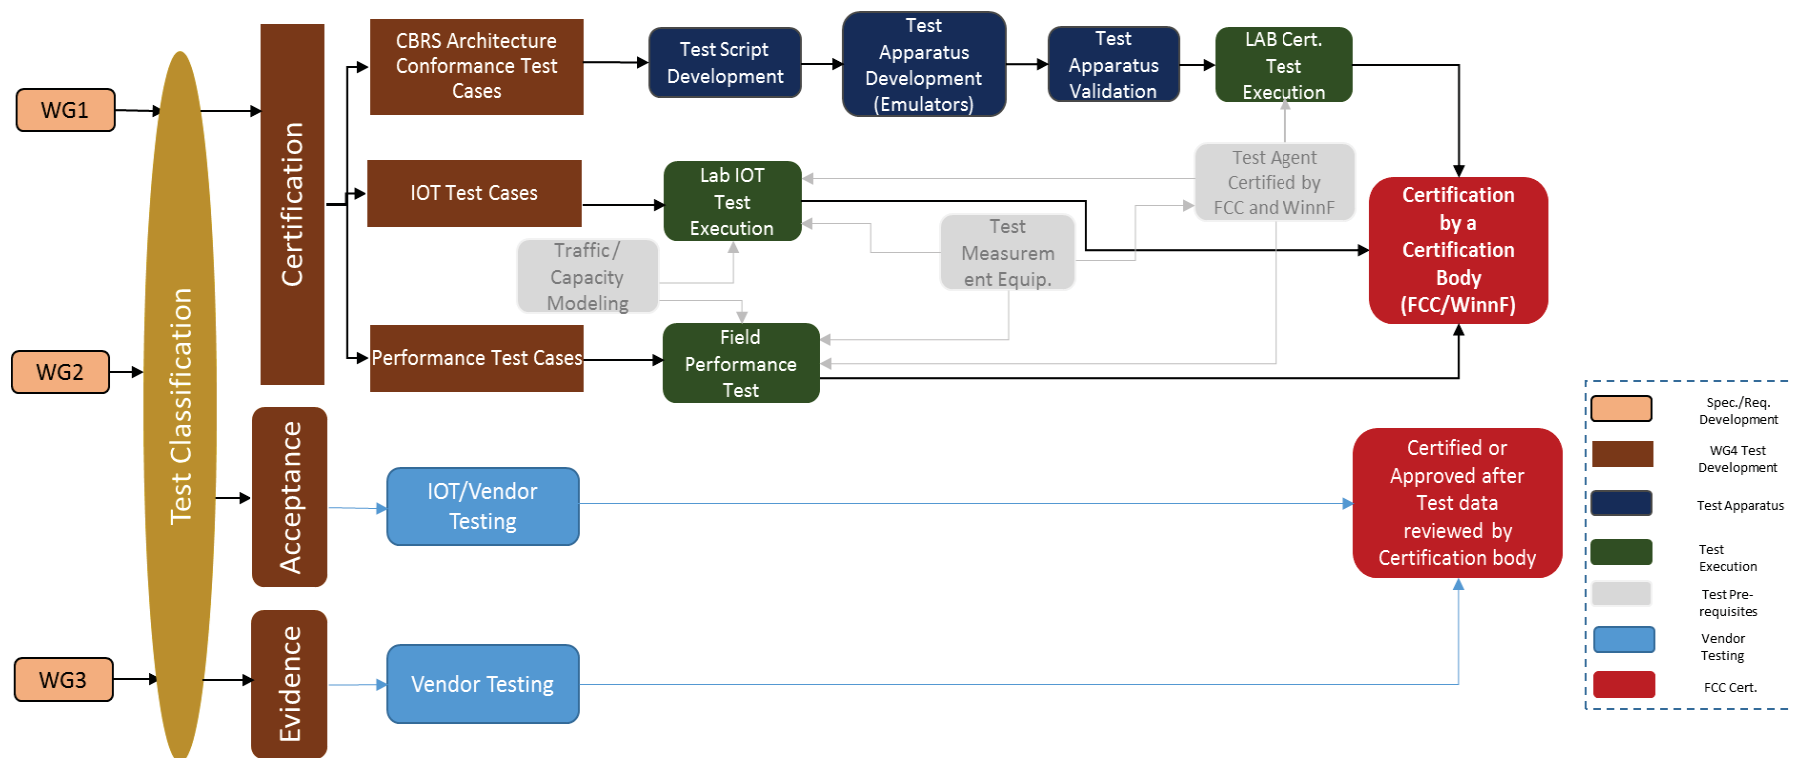 WG1
WG2
WG3
Test Classification
Certification
Acceptance
Evidence
CBRS Architecture
Conformance Test
Cases
Test Script
Development
Test
Apparatus
Development
(Emulators)
Test
Apparatus
Validation
LAB Cert.
Test
Execution
IOT Test Cases
Lab IOT
Test
Execution
Test Agent
Certified by
FCC and WinnF
Traffic/
Capacity
Modeling
Test
Measurem
ent Equip.
Certification
by a
Certification
Body
(FCC/WinnF)
Performance Test Cases
Field
Performance
Test
IOT/Vendor
Testing
Certified or
Approved after
Test data
reviewed by
Certification body
Vendor Testing
Spec./Req.
Development
WG4 Test
Development
Test Apparatus
Test
Execution
Test Pre-
requisites
Vendor
Testing
FCC Cert.